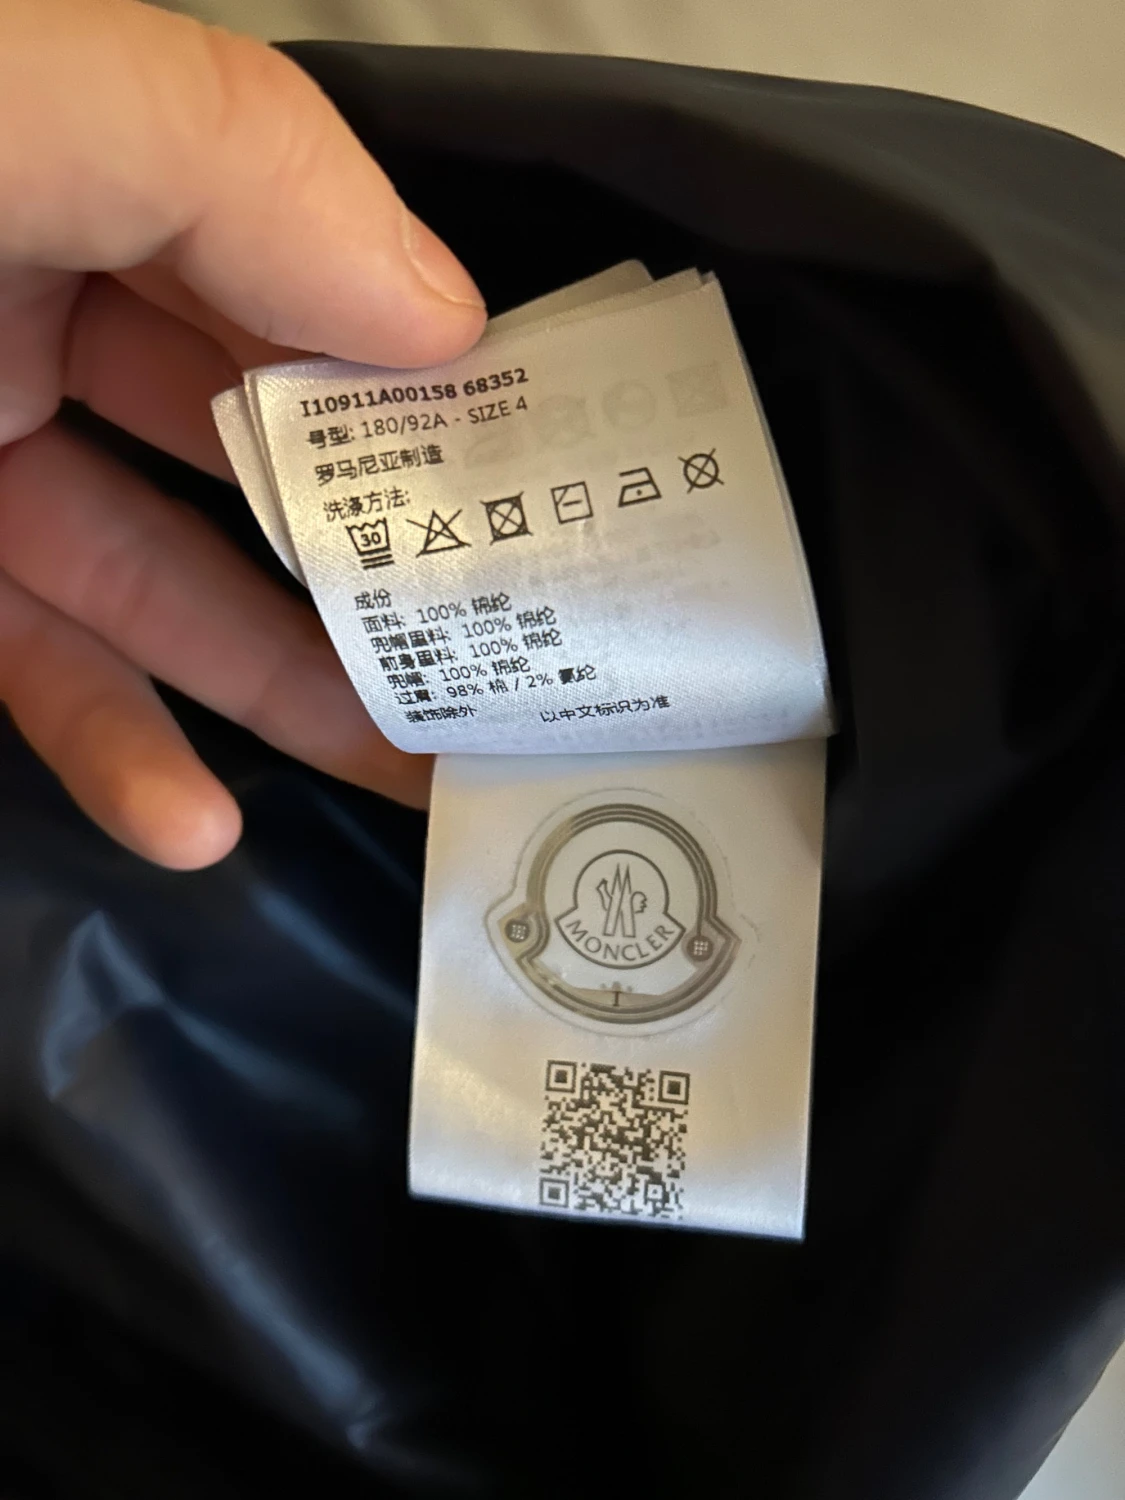 I10911A00158 68352
号型: 180/92A - SIZE 4
罗马尼亚制造
洗涤方法:
30
成份
面料: 100% 锦纶
兜帽里料: 100% 锦纶
前身里料: 100% 锦纶
兜帽: 100% 锦纶
过肩: 98% 棉 / 2% 氨纶
装饰除外 以中文标识为准
MONCLER
I